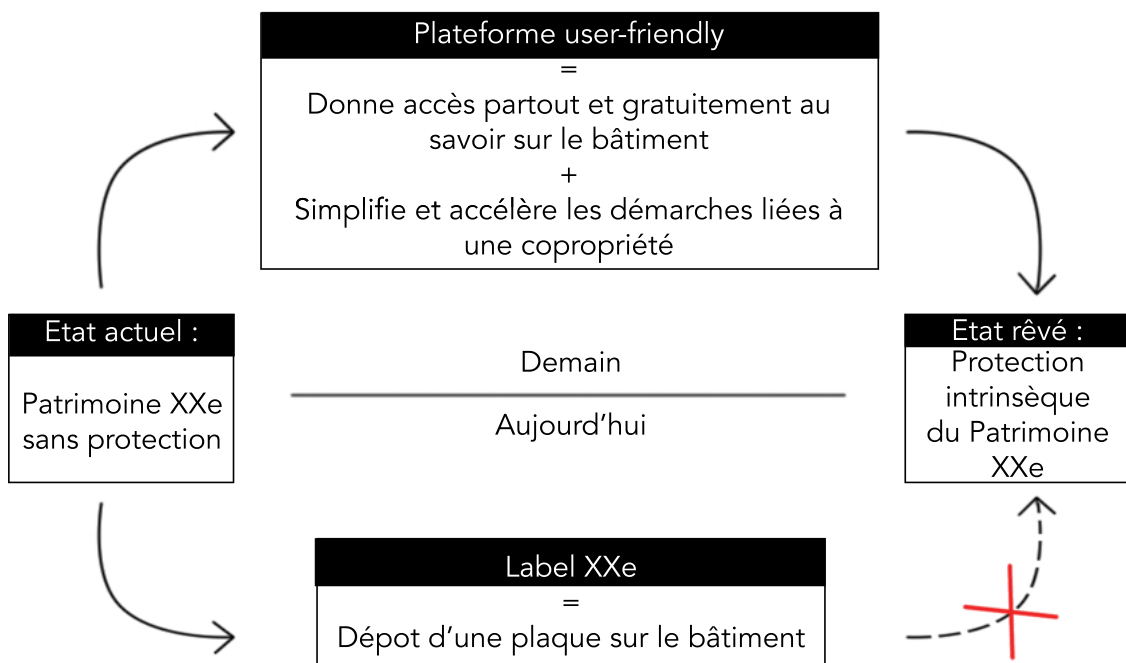 Plateforme user-friendly
=
Donne accès partout et gratuitement au
savoir sur le bâtiment
+
Simplifie et accélère les démarches liées à
une copropriété
Etat actuel :
Patrimoine XXe
sans protection
Demain
Aujourd'hui
Etat rêvé :
Protection
intrinsèque
du Patrimoine
XXe
Label XXe
=
Dépot d'une plaque sur le bâtiment